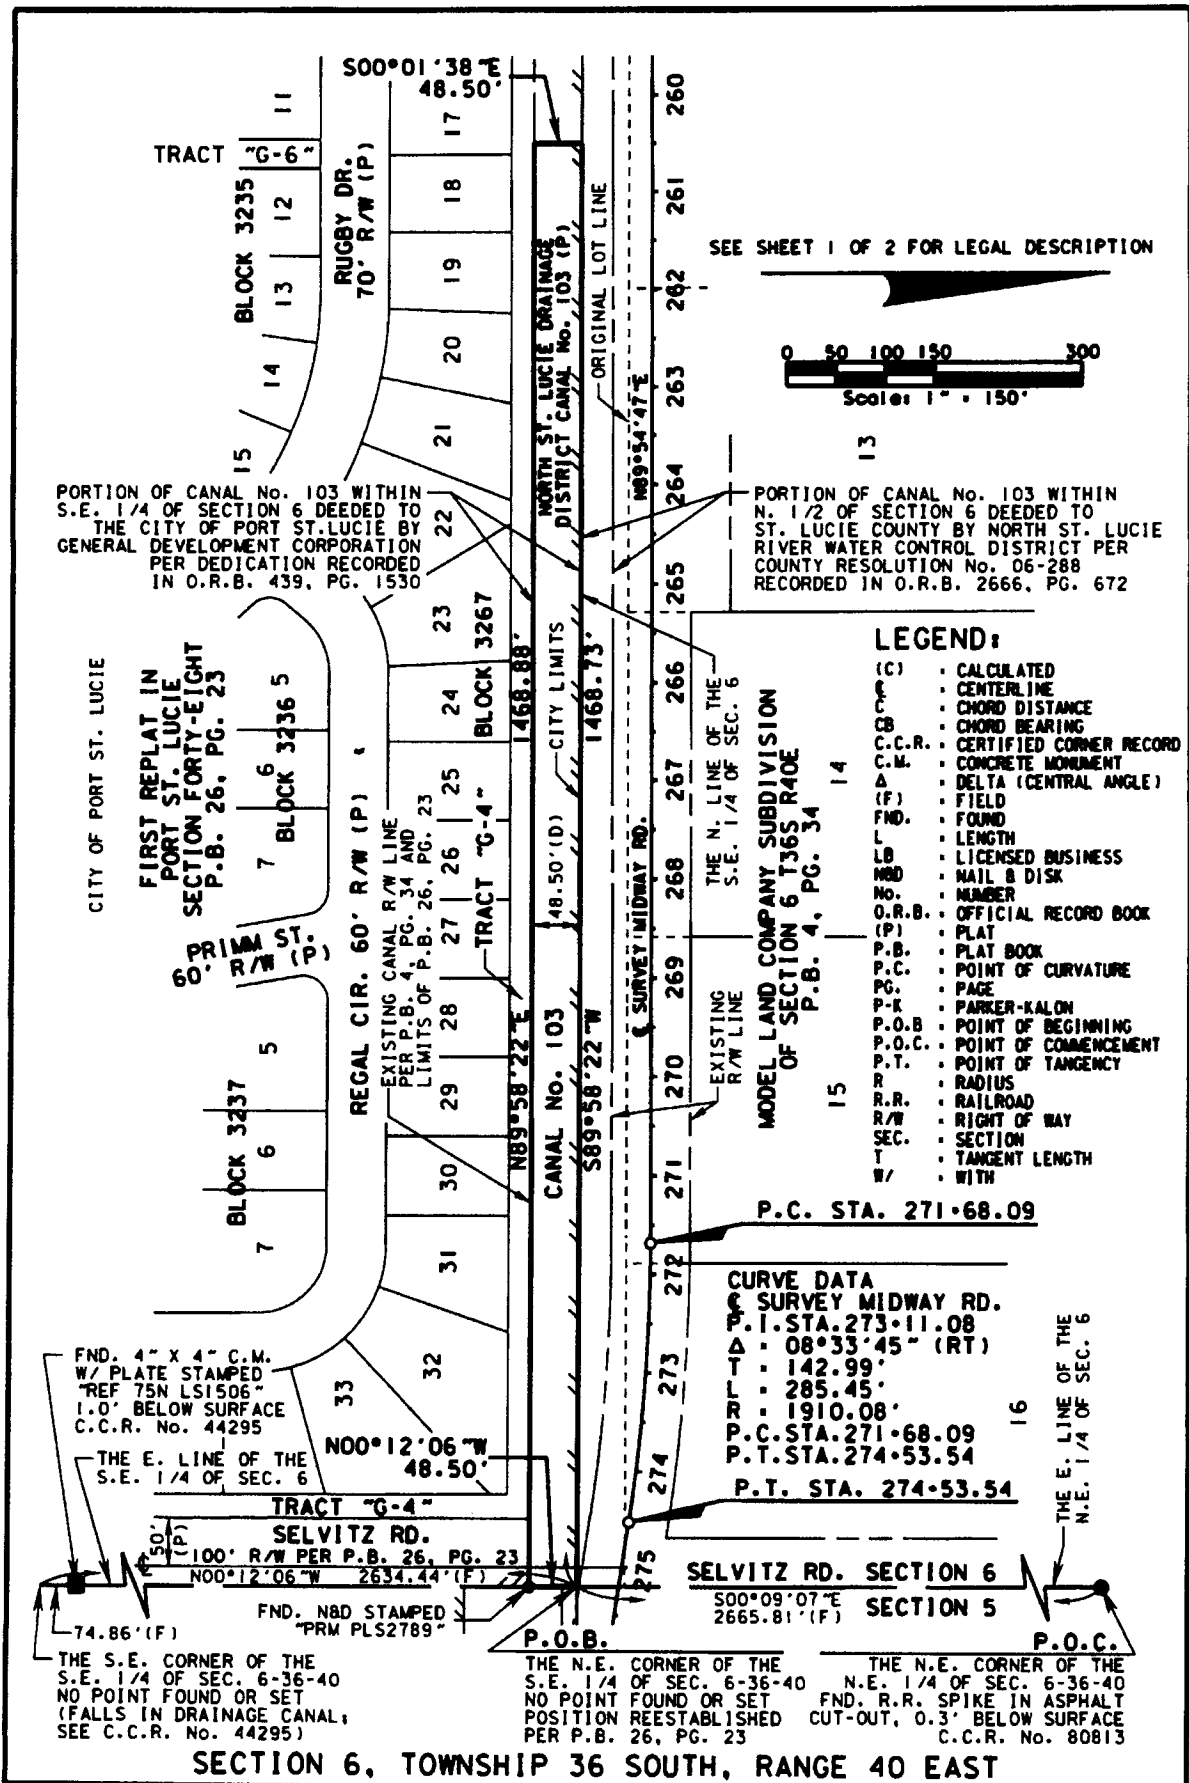 S00°01'38"E
48.50'
11
17
260
TRACT "G-6"
BLOCK 3235
12
13
14
15
RUGBY DR.
70' R/W (P)
18
19
20
21
22
23
24
25
26
27
28
29
30
31
32
33
NORTH ST. LUCIE DRAINAGE
DISTRICT CANAL No. 103 (P)
ORIGINAL LOT LINE
261
262
263
264
265
266
267
268
269
270
271
272
273
274
275
N89°54'47"E
SEE SHEET 1 OF 2 FOR LEGAL DESCRIPTION
0 50 100 150 300
Scale: 1" = 150'
13
PORTION OF CANAL No. 103 WITHIN
S.E. 1/4 OF SECTION 6 DEEDED TO
THE CITY OF PORT ST.LUCIE BY
GENERAL DEVELOPMENT CORPORATION
PER DEDICATION RECORDED
IN O.R.B. 439, PG. 1530
PORTION OF CANAL No. 103 WITHIN
N. 1/2 OF SECTION 6 DEEDED TO
ST. LUCIE COUNTY BY NORTH ST. LUCIE
RIVER WATER CONTROL DISTRICT PER
COUNTY RESOLUTION No. 06-288
RECORDED IN O.R.B. 2666, PG. 672
CITY OF PORT ST. LUCIE
FIRST REPLAT IN
PORT ST. LUCIE
SECTION FORTY-EIGHT
P.B. 26, PG. 23
5
6
7
BLOCK 3236
BLOCK 3267
1468.88'
CITY LIMITS
1468.73'
THE N. LINE OF THE
S.E. 1/4 OF SEC. 6
MODEL LAND COMPANY SUBDIVISION
OF SECTION 6 T36S R40E
P.B. 4, PG. 34
14
15
LEGEND:
(C) = CALCULATED
℄ = CENTERLINE
C = CHORD DISTANCE
CB = CHORD BEARING
C.C.R. = CERTIFIED CORNER RECORD
C.M. = CONCRETE MONUMENT
Δ = DELTA (CENTRAL ANGLE)
(F) = FIELD
FND. = FOUND
L = LENGTH
LB = LICENSED BUSINESS
N&D = NAIL & DISK
No. = NUMBER
O.R.B. = OFFICIAL RECORD BOOK
(P) = PLAT
P.B. = PLAT BOOK
P.C. = POINT OF CURVATURE
PG. = PAGE
P-K = PARKER-KALON
P.O.B = POINT OF BEGINNING
P.O.C. = POINT OF COMMENCEMENT
P.T. = POINT OF TANGENCY
R = RADIUS
R.R. = RAILROAD
R/W = RIGHT OF WAY
SEC. = SECTION
T = TANGENT LENGTH
W/ = WITH
PRIMM ST.
60' R/W (P)
REGAL CIR. 60' R/W (P)
EXISTING CANAL R/W LINE
PER P.B. 4, PG. 34 AND
LIMITS OF P.B. 26, PG. 23
TRACT "G-4"
48.50'(D)
℄ SURVEY MIDWAY RD.
EXISTING
R/W LINE
N89°58'22"E
CANAL No. 103
S89°58'22"W
5
6
7
BLOCK 3237
P.C. STA. 271+68.09
CURVE DATA
℄ SURVEY MIDWAY RD.
P.I.STA.273+11.08
Δ = 08°33'45" (RT)
T = 142.99'
L = 285.45'
R = 1910.08'
P.C.STA.271+68.09
P.T.STA.274+53.54
16
THE E. LINE OF THE
N.E. 1/4 OF SEC. 6
P.T. STA. 274+53.54
FND. 4" X 4" C.M.
W/ PLATE STAMPED
"REF 75N LS1506"
1.0' BELOW SURFACE
C.C.R. No. 44295
THE E. LINE OF THE
S.E. 1/4 OF SEC. 6
N00°12'06"W
48.50'
TRACT "G-4"
50'
(P)
SELVITZ RD.
100' R/W PER P.B. 26, PG. 23
N00°12'06"W 2634.44'(F)
FND. N&D STAMPED
"PRM PLS2789"
SELVITZ RD. SECTION 6
S00°09'07"E
2665.81'(F)
SECTION 5
74.86'(F)
THE S.E. CORNER OF THE
S.E. 1/4 OF SEC. 6-36-40
NO POINT FOUND OR SET
(FALLS IN DRAINAGE CANAL;
SEE C.C.R. No. 44295)
P.O.B.
THE N.E. CORNER OF THE
S.E. 1/4 OF SEC. 6-36-40
NO POINT FOUND OR SET
POSITION REESTABLISHED
PER P.B. 26, PG. 23
P.O.C.
THE N.E. CORNER OF THE
N.E. 1/4 OF SEC. 6-36-40
FND. R.R. SPIKE IN ASPHALT
CUT-OUT, 0.3' BELOW SURFACE
C.C.R. No. 80813
SECTION 6, TOWNSHIP 36 SOUTH, RANGE 40 EAST